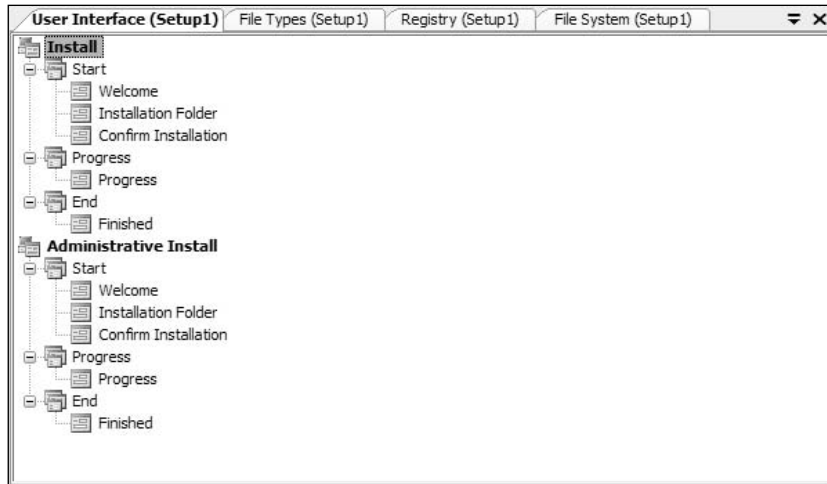 User Interface (Setup1) File Types (Setup1) Registry (Setup1) File System (Setup1)
Install
Start
Welcome
Installation Folder
Confirm Installation
Progress
Progress
End
Finished
Administrative Install
Start
Welcome
Installation Folder
Confirm Installation
Progress
Progress
End
Finished